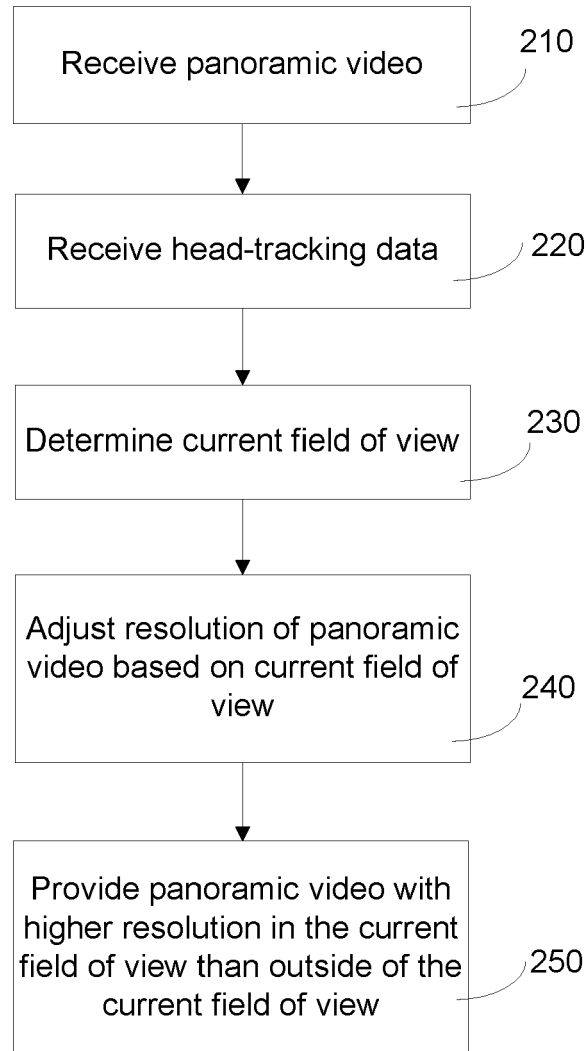 Receive panoramic video
210
Receive head-tracking data
220
Determine current field of view
230
Adjust resolution of panoramic
video based on current field of
view
240
Provide panoramic video with
higher resolution in the current
field of view than outside of the
current field of view
250